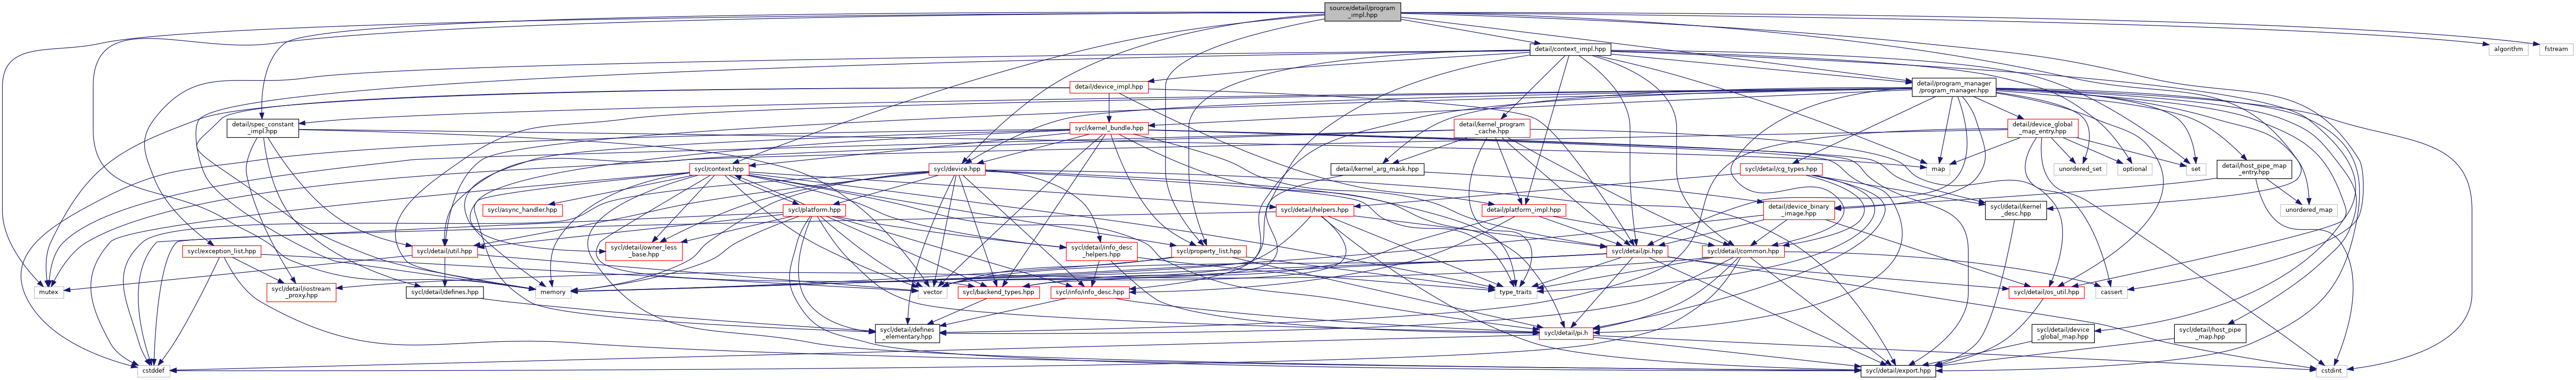 source/detail/program
_impl.hpp
detail/context_impl.hpp
algorithm
fstream
detail/device_impl.hpp
detail/program_manager
/program_manager.hpp
detail/spec_constant
_impl.hpp
sycl/kernel_bundle.hpp
detail/kernel_program
_cache.hpp
detail/device_global
_map_entry.hpp
sycl/context.hpp
sycl/device.hpp
detail/kernel_arg_mask.hpp
sycl/detail/cg_types.hpp
map
unordered_set
optional
set
detail/host_pipe_map
_entry.hpp
sycl/async_handler.hpp
sycl/platform.hpp
sycl/detail/helpers.hpp
detail/platform_impl.hpp
detail/device_binary
_image.hpp
sycl/detail/kernel
_desc.hpp
unordered_map
sycl/exception_list.hpp
sycl/detail/util.hpp
sycl/detail/owner_less
_base.hpp
sycl/detail/info_desc
_helpers.hpp
sycl/property_list.hpp
sycl/detail/pi.hpp
sycl/detail/common.hpp
mutex
sycl/detail/iostream
_proxy.hpp
sycl/detail/defines.hpp
memory
vector
sycl/backend_types.hpp
sycl/info/info_desc.hpp
type_traits
sycl/detail/os_util.hpp
cassert
sycl/detail/defines
_elementary.hpp
sycl/detail/pi.h
sycl/detail/device
_global_map.hpp
sycl/detail/host_pipe
_map.hpp
cstddef
sycl/detail/export.hpp
cstdint